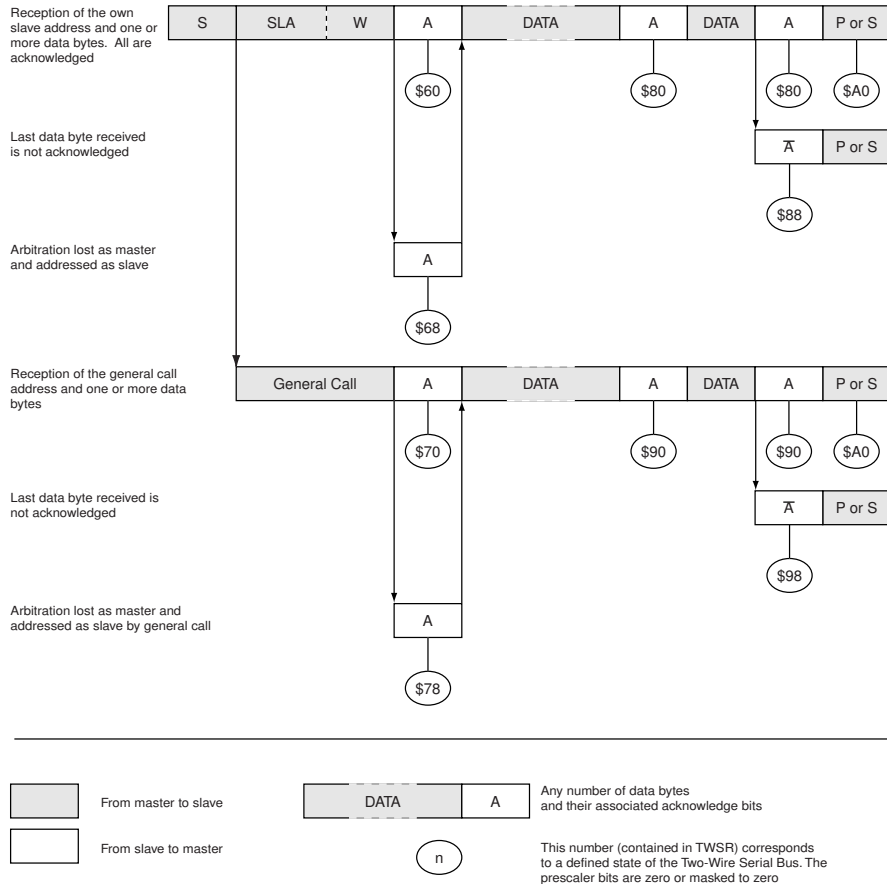 Reception of the own
slave address and one or
more data bytes. All are
acknowledged
S SLA W A DATA A DATA A P or S
$60 $80 $80 $A0
Last data byte received
is not acknowledged
A̅ P or S
$88
Arbitration lost as master
and addressed as slave
A
$68
Reception of the general call
address and one or more data
bytes
General Call A DATA A DATA A P or S
$70 $90 $90 $A0
Last data byte received is
not acknowledged
A̅ P or S
$98
Arbitration lost as master and
addressed as slave by general call
A
$78
From master to slave
DATA A
Any number of data bytes
and their associated acknowledge bits
From slave to master
n
This number (contained in TWSR) corresponds
to a defined state of the Two-Wire Serial Bus. The
prescaler bits are zero or masked to zero